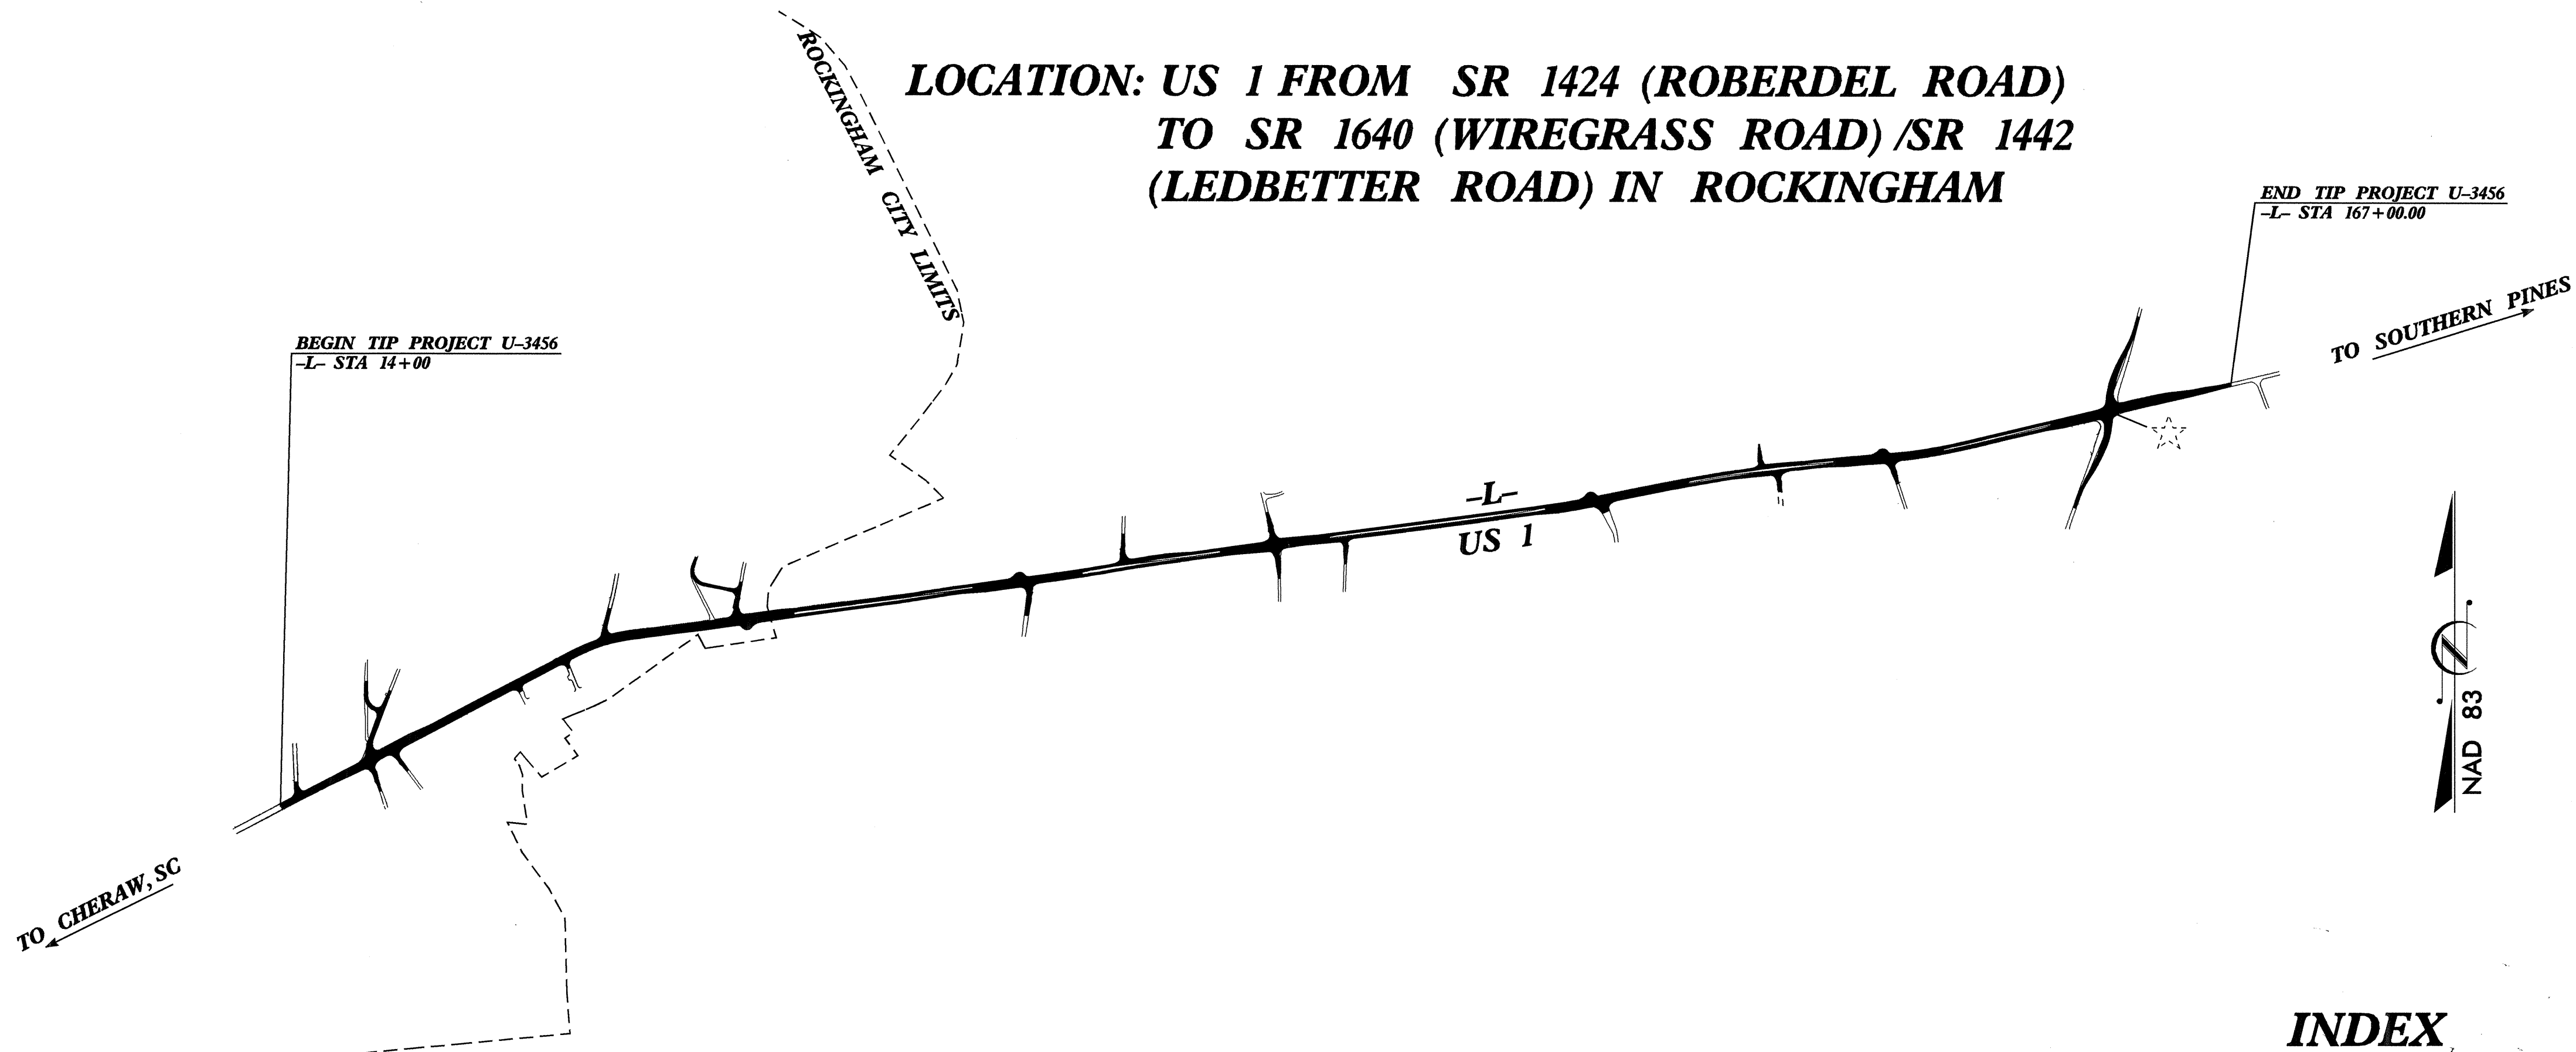 LOCATION: US 1 FROM SR 1424 (ROBERDEL ROAD)
TO SR 1640 (WIREGRASS ROAD) /SR 1442
(LEDBETTER ROAD) IN ROCKINGHAM
ROCKINGHAM CITY LIMITS
END TIP PROJECT U-3456
-L- STA 167+00.00
TO SOUTHERN PINES
BEGIN TIP PROJECT U-3456
-L- STA 14+00
-L-
US 1
N
NAD 83
TO CHERAW, SC
INDEX